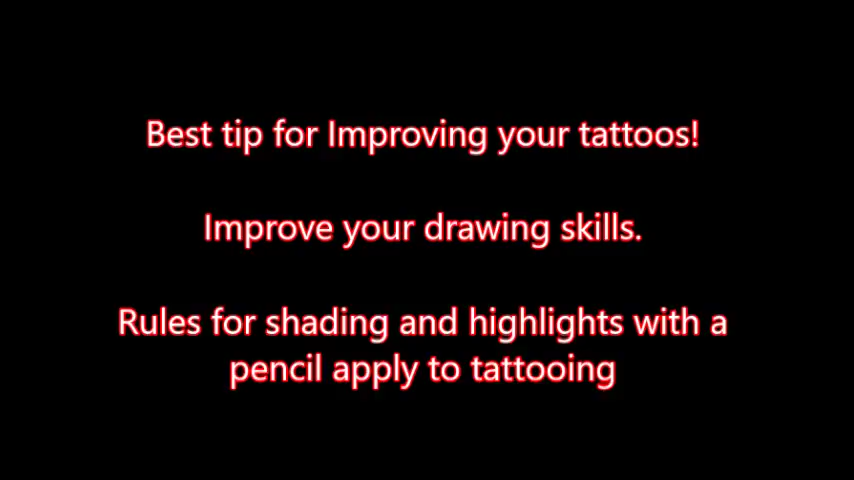 Best tip for Improving your tattoos!
Improve your drawing skills.
Rules for shading and highlights with a
pencil apply to tattooing